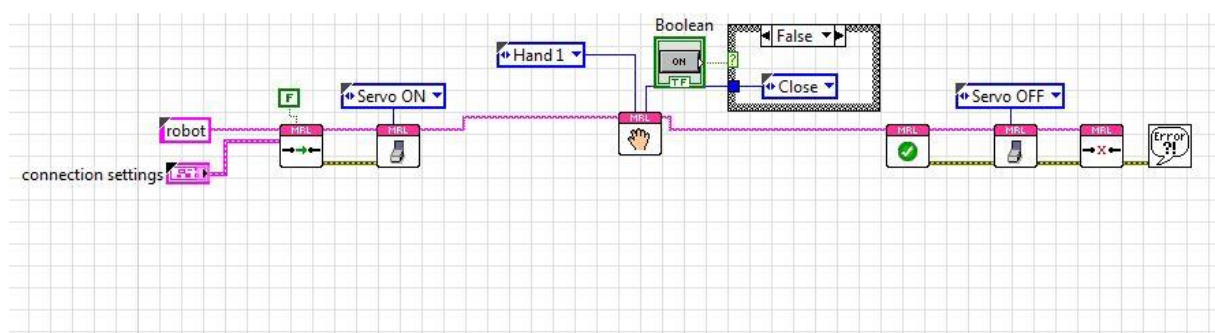 Boolean
False
Hand 1
ON
?
TF
Close
F
Servo ON
Servo OFF
robot
MRL
MRL
MRL
MRL
MRL
MRL
Error
?!
connection settings